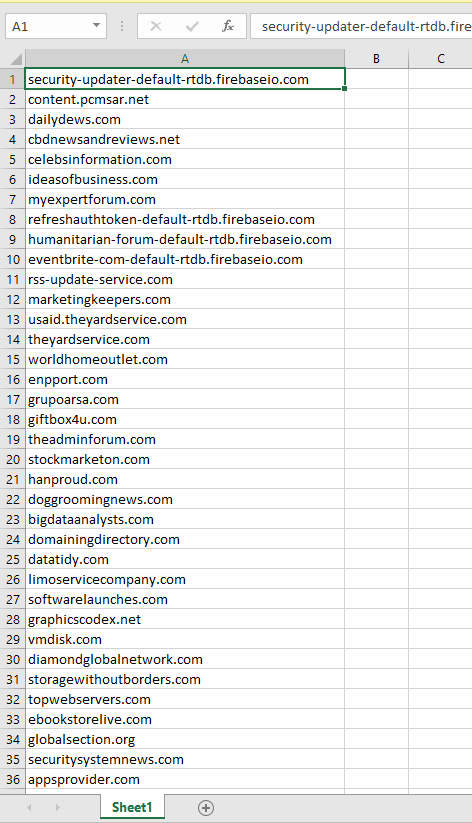 A1 fx security-updater-default-rtdb.fire
A B C
1 security-updater-default-rtdb.firebaseio.com
2 content.pcmsar.net
3 dailydews.com
4 cbdnewsandreviews.net
5 celebsinformation.com
6 ideasofbusiness.com
7 myexpertforum.com
8 refreshauthtoken-default-rtdb.firebaseio.com
9 humanitarian-forum-default-rtdb.firebaseio.com
10 eventbrite-com-default-rtdb.firebaseio.com
11 rss-update-service.com
12 marketingkeepers.com
13 usaid.theyardservice.com
14 theyardservice.com
15 worldhomeoutlet.com
16 enpport.com
17 grupoarsa.com
18 giftbox4u.com
19 theadminforum.com
20 stockmarketon.com
21 hanproud.com
22 doggroomingnews.com
23 bigdataanalysts.com
24 domainingdirectory.com
25 datatidy.com
26 limoservicecompany.com
27 softwarelaunches.com
28 graphicscodex.net
29 vmdisk.com
30 diamondglobalnetwork.com
31 storagewithoutborders.com
32 topwebservers.com
33 ebookstorelive.com
34 globalsection.org
35 securitysystemnews.com
36 appsprovider.com
Sheet1